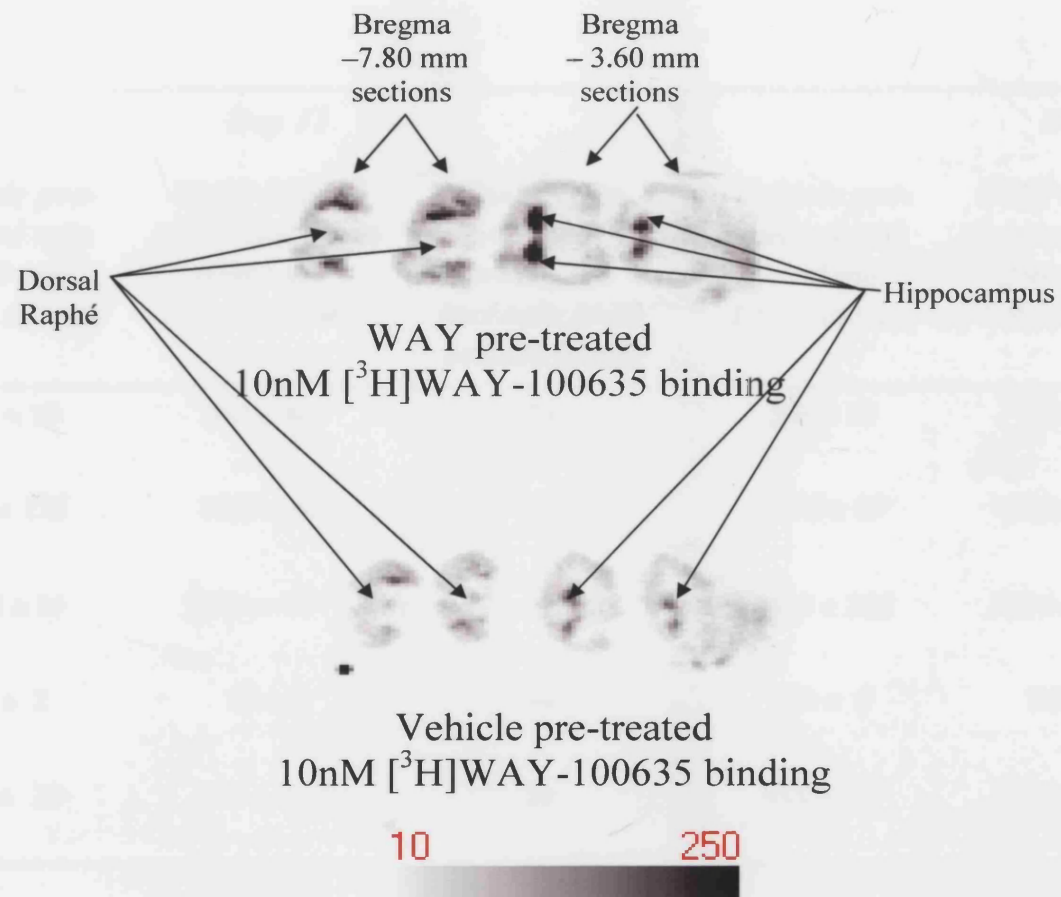 Bregma
–7.80 mm
sections
Bregma
– 3.60 mm
sections
Dorsal
Raphé
Hippocampus
WAY pre-treated
10nM [³H]WAY-100635 binding
Vehicle pre-treated
10nM [³H]WAY-100635 binding
10
250